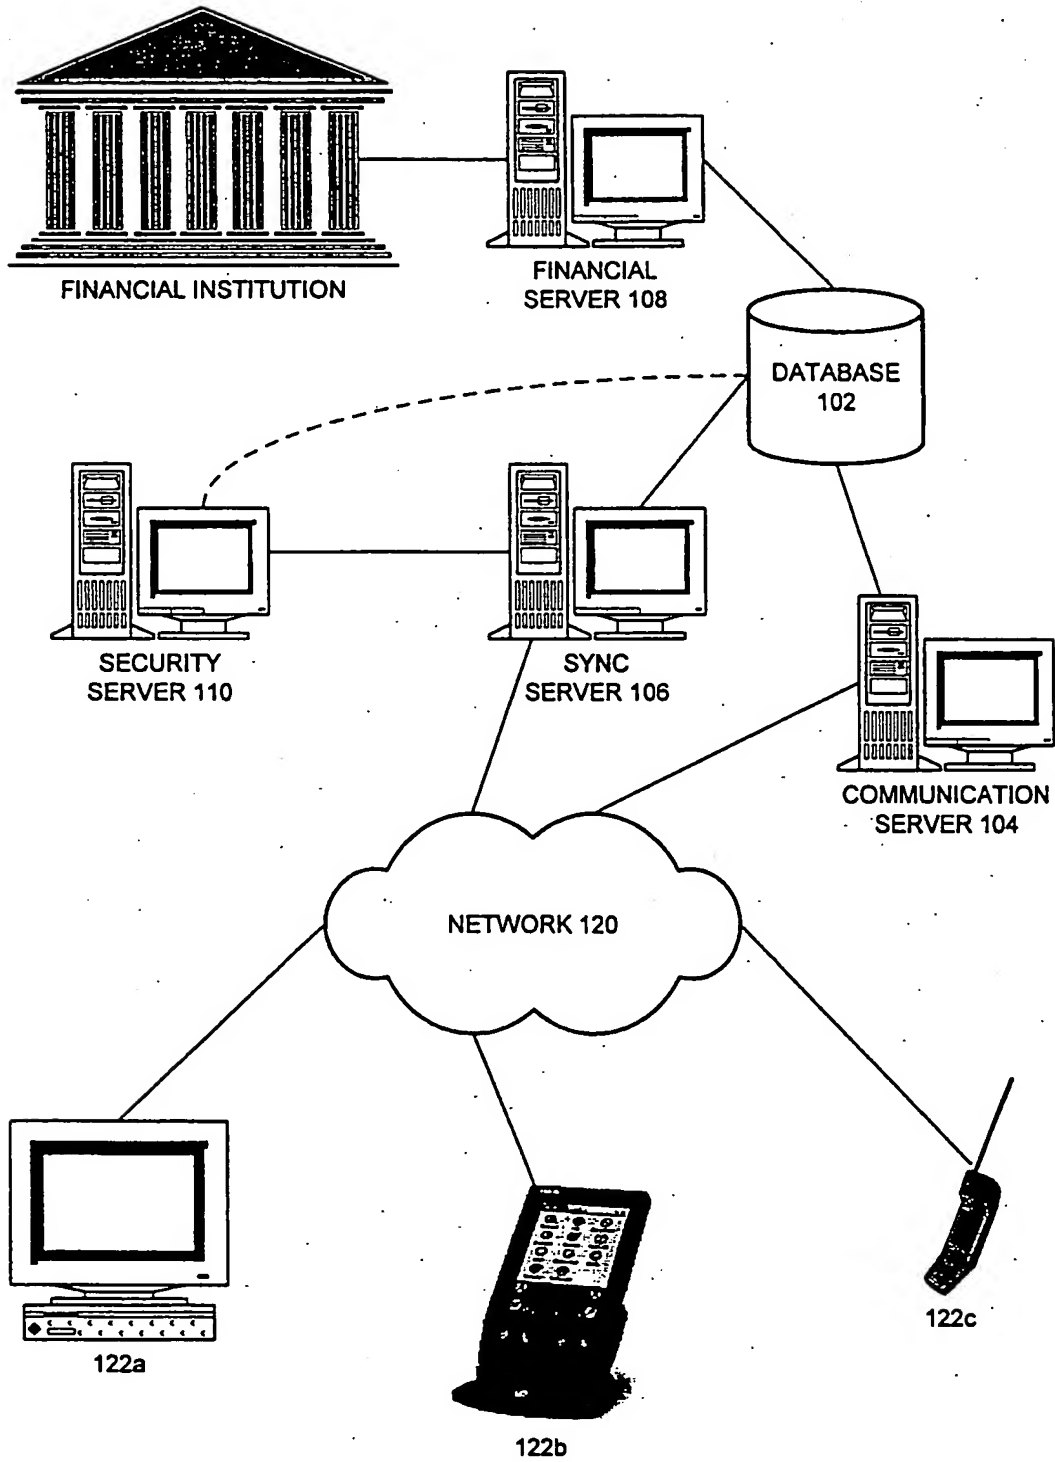 FINANCIAL INSTITUTION
FINANCIAL
SERVER 108
DATABASE
102
SECURITY
SERVER 110
SYNC
SERVER 106
COMMUNICATION
SERVER 104
NETWORK 120
122a
122b
122c